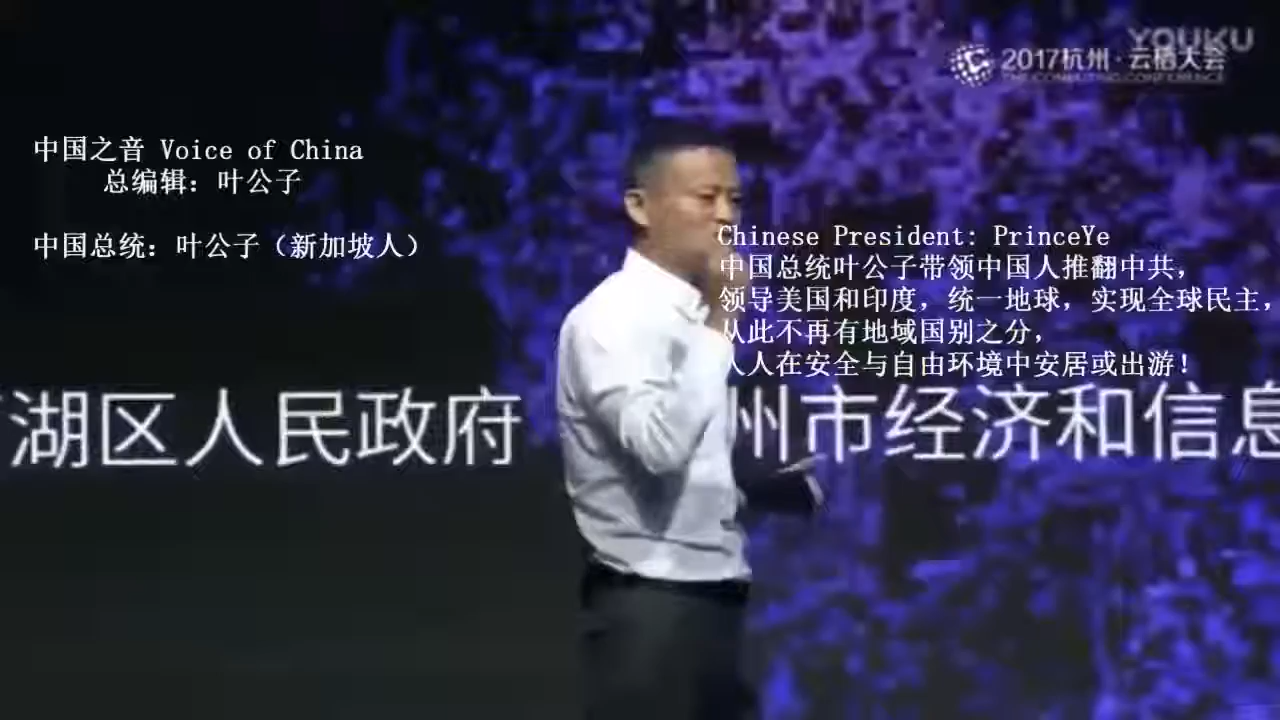 YOUKU
2017杭州·云栖大会
THE COMPUTING CONFERENCE
中国之音 Voice of China
总编辑：叶公子
中国总统：叶公子（新加坡人）
Chinese President: PrinceYe
中国总统叶公子带领中国人推翻中共，
领导美国和印度，统一地球，实现全球民主，
从此不再有地域国别之分，
人人在安全与自由环境中安居或出游！
湖区人民政府
州市经济和信息